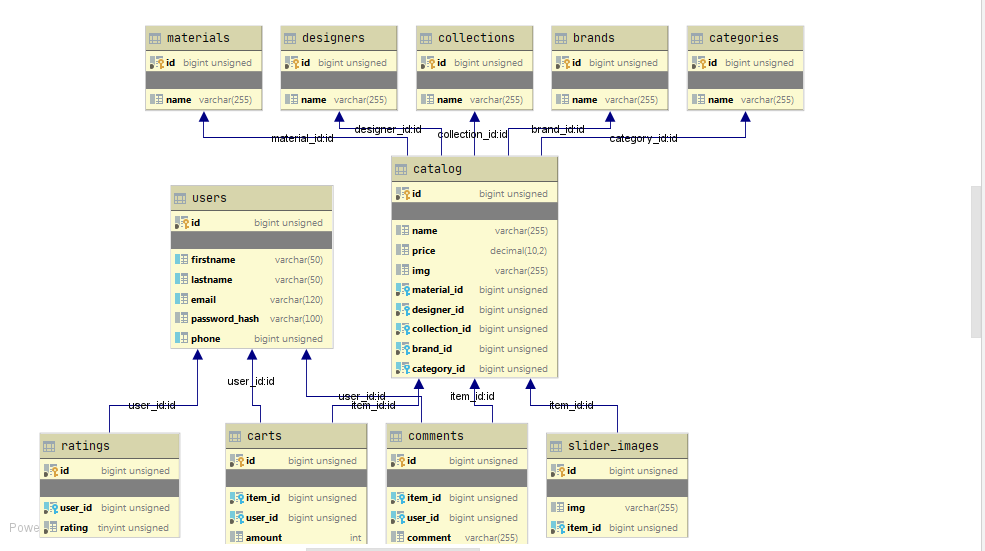 materials
id bigint unsigned
name varchar(255)
designers
id bigint unsigned
name varchar(255)
collections
id bigint unsigned
name varchar(255)
brands
id bigint unsigned
name varchar(255)
categories
id bigint unsigned
name varchar(255)
material_id:id
designer_id:id
collection_id:id
brand_id:id
category_id:id
catalog
id bigint unsigned
name varchar(255)
price decimal(10,2)
img varchar(255)
material_id bigint unsigned
designer_id bigint unsigned
collection_id bigint unsigned
brand_id bigint unsigned
category_id bigint unsigned
users
id bigint unsigned
firstname varchar(50)
lastname varchar(50)
email varchar(120)
password_hash varchar(100)
phone bigint unsigned
user_id:id
user_id:id
user_id:id
item_id:id
item_id:id
item_id:id
ratings
id bigint unsigned
user_id bigint unsigned
rating tinyint unsigned
carts
id bigint unsigned
item_id bigint unsigned
user_id bigint unsigned
amount int
comments
id bigint unsigned
item_id bigint unsigned
user_id bigint unsigned
comment varchar(255)
slider_images
id bigint unsigned
img varchar(255)
item_id bigint unsigned
Powe